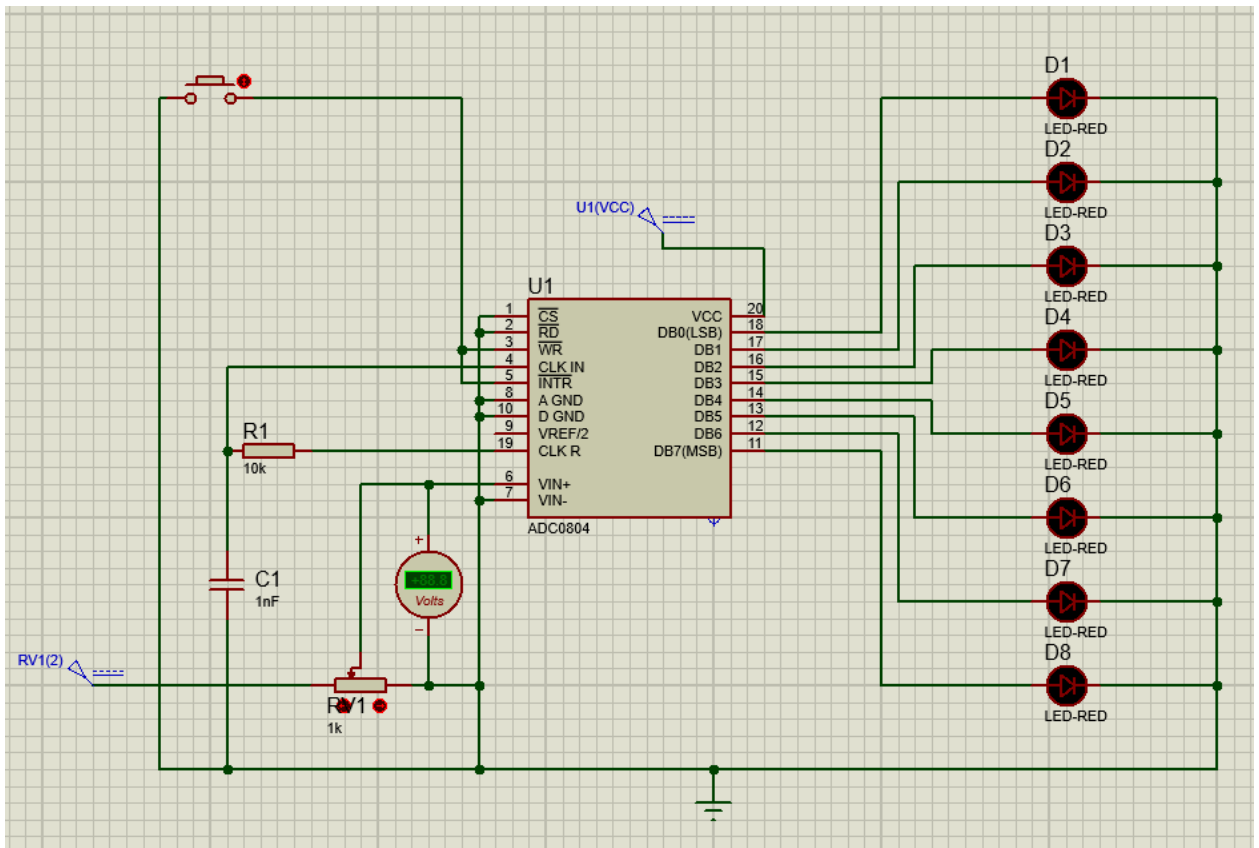 D1
LED-RED
D2
LED-RED
U1(VCC)
D3
LED-RED
U1
1 CS
2 RD
3 WR
4 CLK IN
5 INTR
8 A GND
10 D GND
9 VREF/2
19 CLK R
6 VIN+
7 VIN-
VCC 20
DB0(LSB) 18
DB1 17
DB2 16
DB3 15
DB4 14
DB5 13
DB6 12
DB7(MSB) 11
ADC0804
D4
LED-RED
D5
LED-RED
R1
10k
D6
LED-RED
+
+88.8
Volts
−
C1
1nF
D7
LED-RED
RV1(2)
RV1
1k
D8
LED-RED